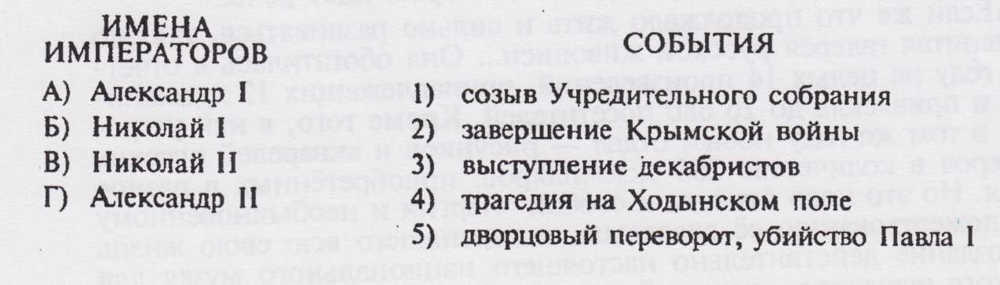 ИМЕНА
ИМПЕРАТОРОВ
СОБЫТИЯ
А) Александр I
Б) Николай I
В) Николай II
Г) Александр II
1) созыв Учредительного собрания
2) завершение Крымской войны
3) выступление декабристов
4) трагедия на Ходынском поле
5) дворцовый переворот, убийство Павла I